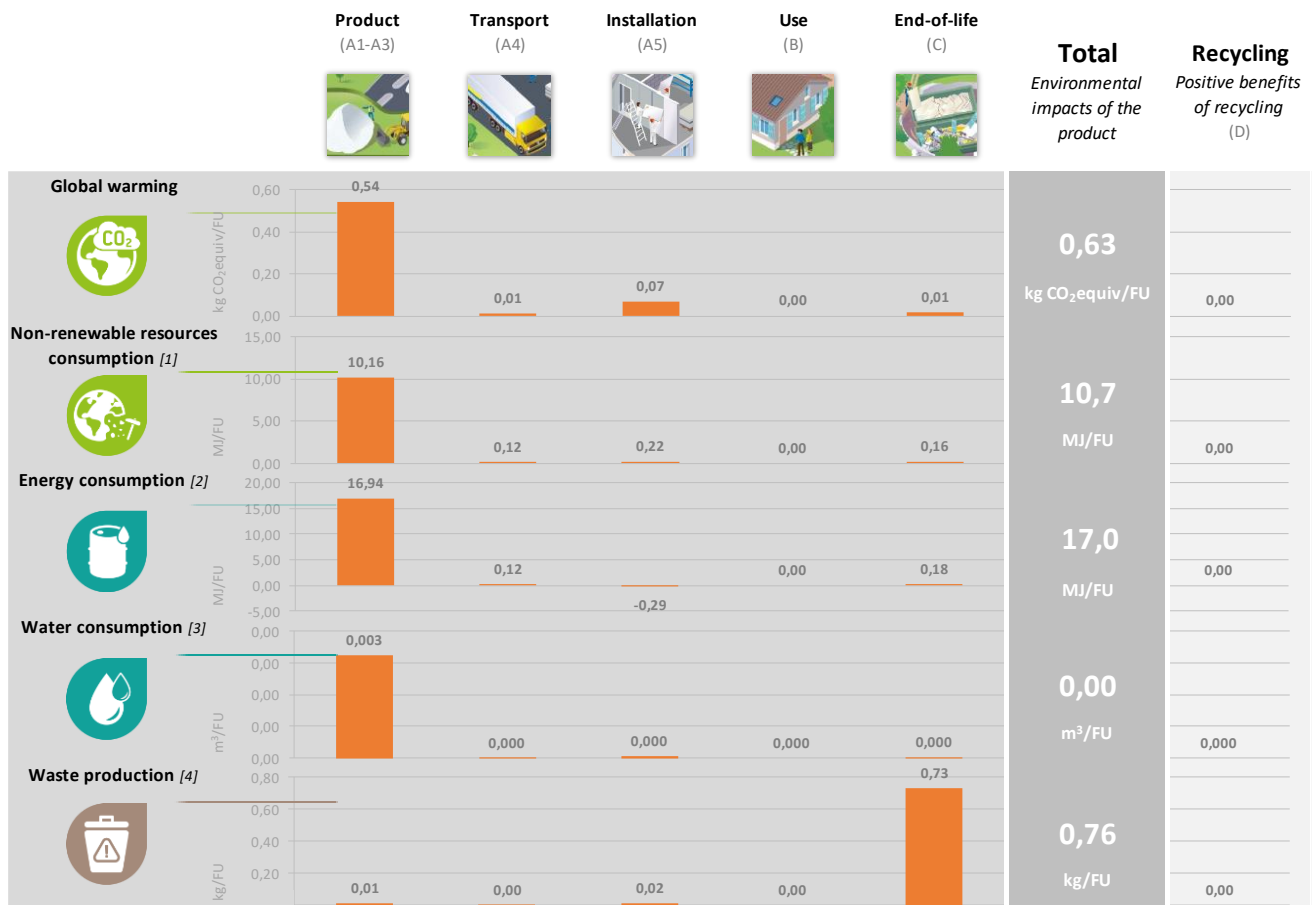 Product
(A1-A3)
Transport
(A4)
Installation
(A5)
Use
(B)
End-of-life
(C)
Total
Environmental
impacts of the
product
Recycling
Positive benefits
of recycling
(D)
Global warming
CO₂
kg CO₂equiv/FU
0,60
0,40
0,20
0,00
0,54
0,01
0,07
0,00
0,01
0,63
kg CO₂equiv/FU
0,00
Non-renewable resources
consumption [1]
MJ/FU
15,00
10,00
5,00
0,00
10,16
0,12
0,22
0,00
0,16
10,7
MJ/FU
0,00
Energy consumption [2]
MJ/FU
20,00
15,00
10,00
5,00
0,00
-5,00
16,94
0,12
-0,29
0,00
0,18
17,0
MJ/FU
0,00
Water consumption [3]
m³/FU
0,00
0,00
0,00
0,00
0,00
0,003
0,000
0,000
0,000
0,000
0,00
m³/FU
0,000
Waste production [4]
kg/FU
0,80
0,60
0,40
0,20
0,01
0,00
0,02
0,00
0,73
0,76
kg/FU
0,00